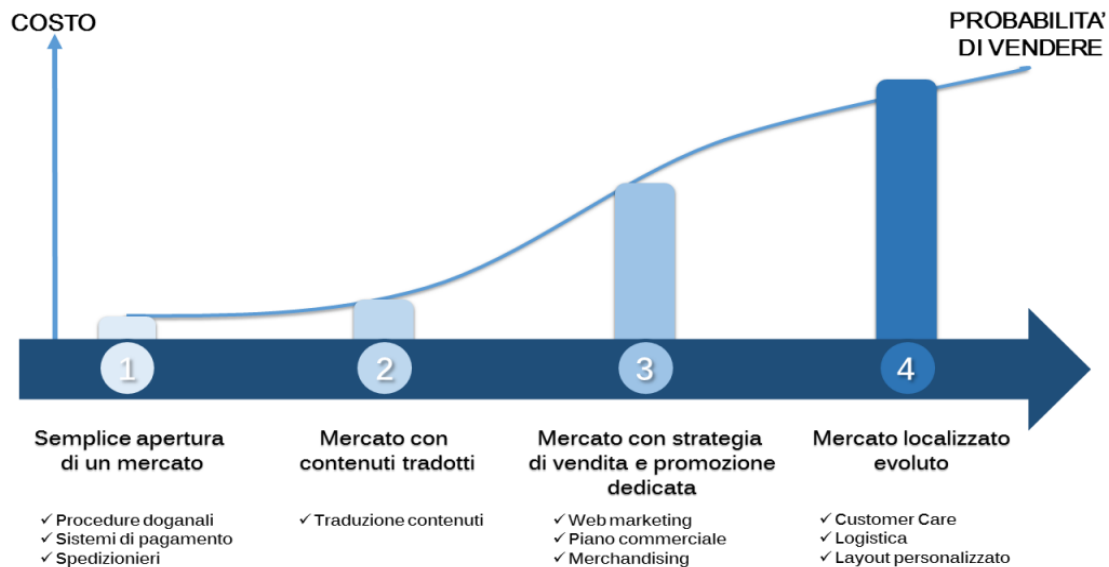 COSTO
PROBABILITA'
DI VENDERE
1
2
3
4
Semplice apertura
di un mercato
✓ Procedure doganali
✓ Sistemi di pagamento
✓ Spedizionieri
Mercato con
contenuti tradotti
✓ Traduzione contenuti
Mercato con strategia
di vendita e promozione
dedicata
✓ Web marketing
✓ Piano commerciale
✓ Merchandising
Mercato localizzato
evoluto
✓ Customer Care
✓ Logistica
✓ Layout personalizzato